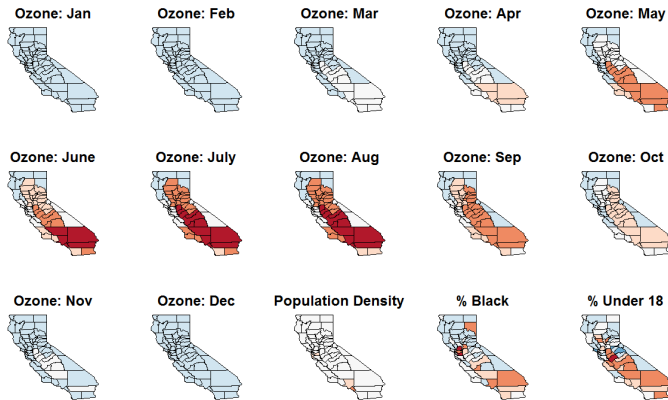 Ozone: Jan
Ozone: Feb
Ozone: Mar
Ozone: Apr
Ozone: May
Ozone: June
Ozone: July
Ozone: Aug
Ozone: Sep
Ozone: Oct
Ozone: Nov
Ozone: Dec
Population Density
% Black
% Under 18